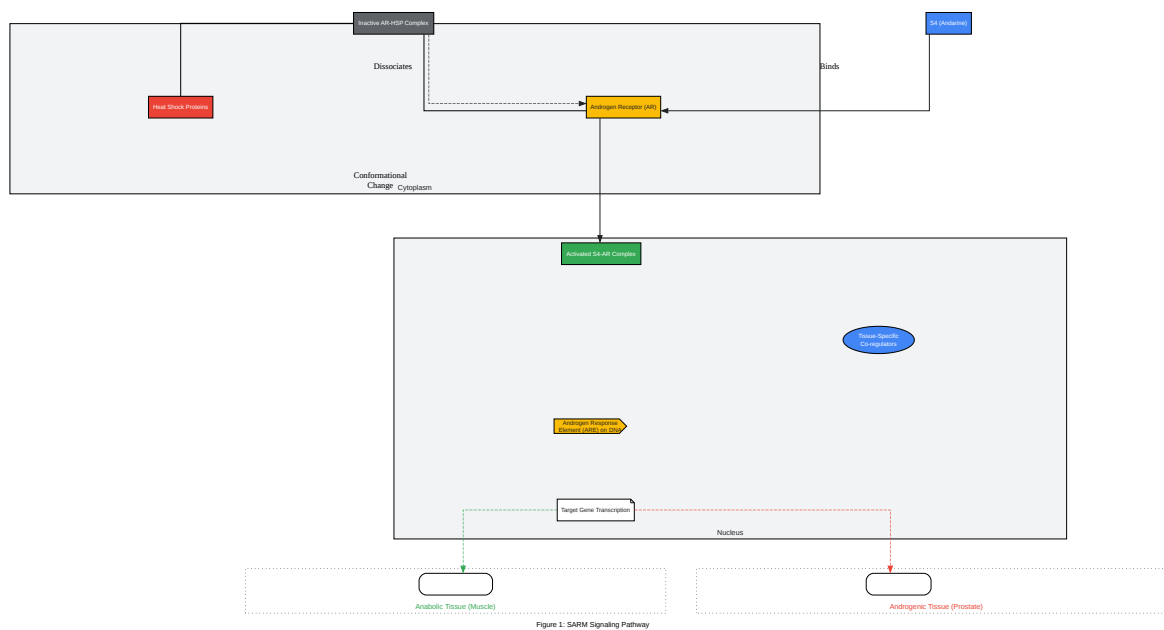 Inactive AR-HSP Complex
S4 (Andarine)
Dissociates
Binds
Heat Shock Proteins
Androgen Receptor (AR)
Conformational
Change
Cytoplasm
Activated S4-AR Complex
Tissue-Specific
Co-regulators
Androgen Response
Element (ARE) on DNA
Target Gene Transcription
Nucleus
Anabolic Tissue (Muscle)
Androgenic Tissue (Prostate)
Figure 1: SARM Signaling Pathway